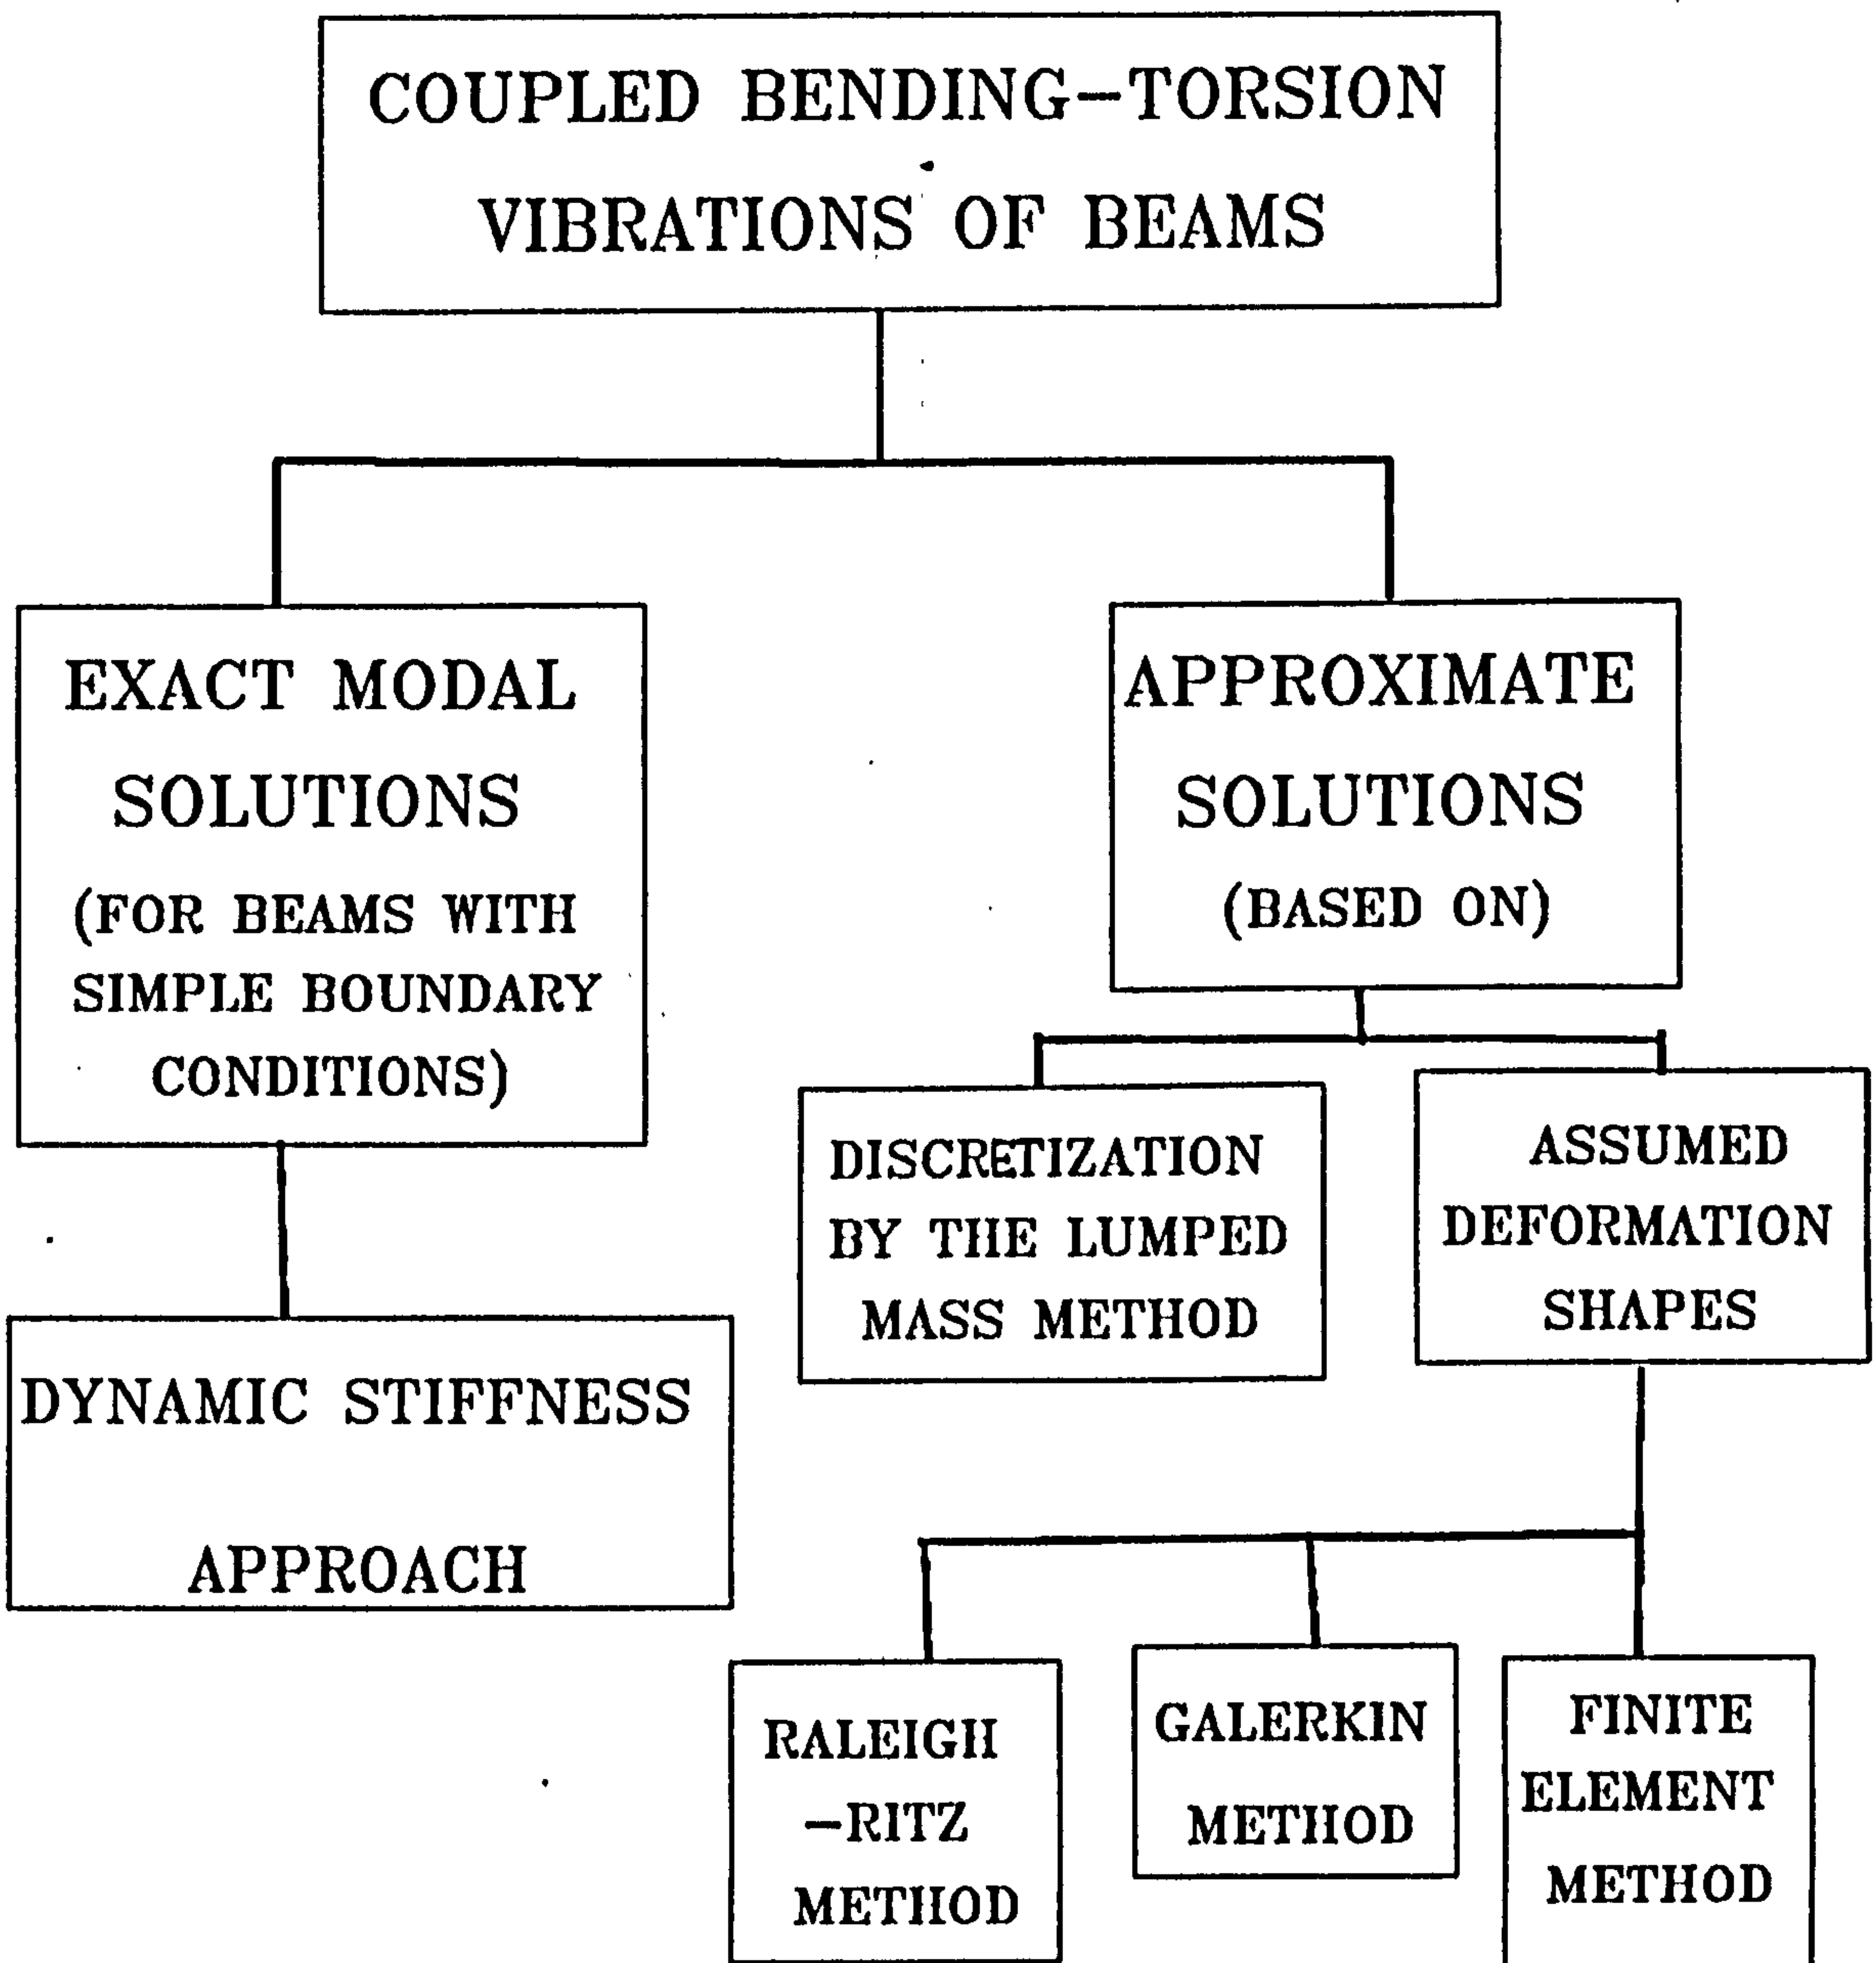 COUPLED BENDING-TORSION
VIBRATIONS OF BEAMS
EXACT MODAL
SOLUTIONS
(FOR BEAMS WITH
SIMPLE BOUNDARY
CONDITIONS)
APPROXIMATE
SOLUTIONS
(BASED ON)
DISCRETIZATION
BY THE LUMPED
MASS METHOD
ASSUMED
DEFORMATION
SHAPES
DYNAMIC STIFFNESS
APPROACH
RALEIGH
-RITZ
METHOD
GALERKIN
METHOD
FINITE
ELEMENT
METHOD